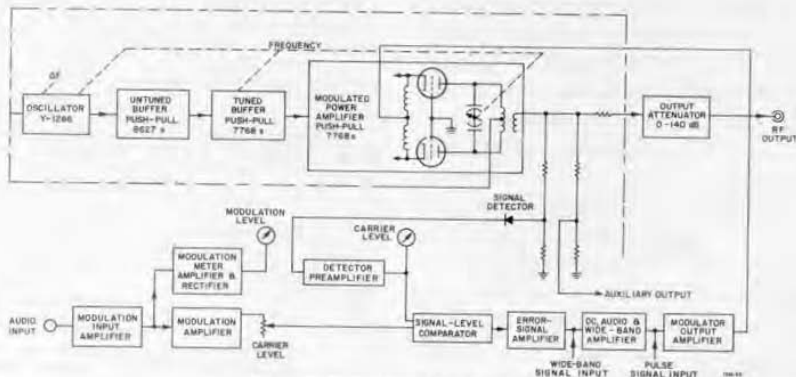 FREQUENCY
ΔF
OSCILLATOR
Y-1266
UNTUNED
BUFFER
PUSH-PULL
8627 s
TUNED
BUFFER
PUSH-PULL
7768 s
MODULATED
POWER
AMPLIFIER
PUSH-PULL
7768s
OUTPUT
ATTENUATOR
0-140 dB
RF
OUTPUT
SIGNAL
DETECTOR
MODULATION
LEVEL
CARRIER
LEVEL
MODULATION
METER
AMPLIFIER &
RECTIFIER
DETECTOR
PREAMPLIFIER
AUXILIARY OUTPUT
AUDIO
INPUT
MODULATION
INPUT
AMPLIFIER
MODULATION
AMPLIFIER
CARRIER
LEVEL
SIGNAL-LEVEL
COMPARATOR
ERROR-
SIGNAL
AMPLIFIER
DC, AUDIO &
WIDE-BAND
AMPLIFIER
MODULATOR
OUTPUT
AMPLIFIER
WIDE-BAND
SIGNAL INPUT
PULSE
SIGNAL INPUT